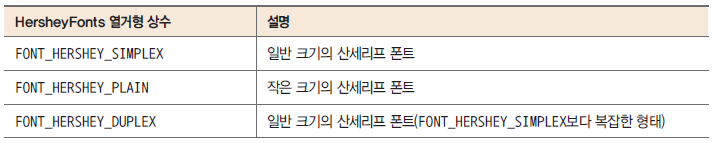 HersheyFonts 열거형 상수 설명
FONT_HERSHEY_SIMPLEX 일반 크기의 산세리프 폰트
FONT_HERSHEY_PLAIN 작은 크기의 산세리프 폰트
FONT_HERSHEY_DUPLEX 일반 크기의 산세리프 폰트(FONT_HERSHEY_SIMPLEX보다 복잡한 형태)